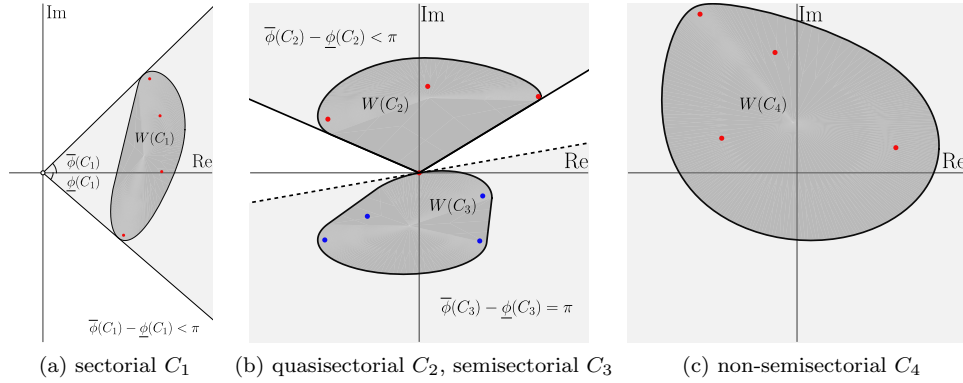 Im
W(C₁)
Re
ϕ̅(C₁)
ϕ̲(C₁)
ϕ̅(C₁) − ϕ̲(C₁) < π
(a) sectorial C₁
Im
ϕ̅(C₂) − ϕ̲(C₂) < π
W(C₂)
Re
W(C₃)
ϕ̅(C₃) − ϕ̲(C₃) = π
(b) quasisectorial C₂, semisectorial C₃
Im
W(C₄)
Re
(c) non-semisectorial C₄